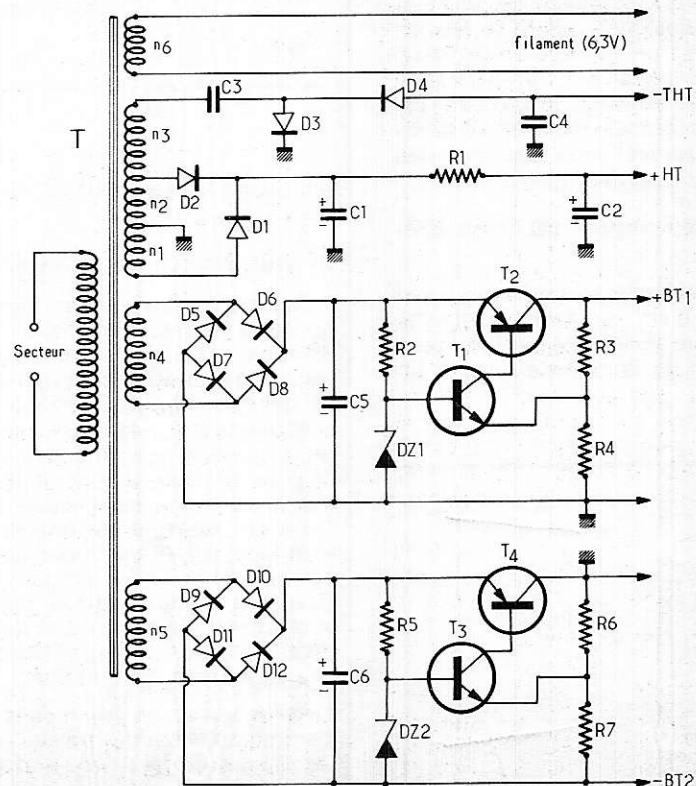 n6
filament (6,3V)
C3
D4
-THT
T
n3
D3
C4
R1
+HT
D2
n2
+
-
C1
+
-
C2
n1
D1
T2
+BT1
D5
D6
T1
Secteur
n4
R2
R3
D7
D8
+
-
C5
DZ1
R4
T4
D9
D10
n5
R5
T3
R6
D11
D12
+
-
C6
DZ2
R7
-BT2